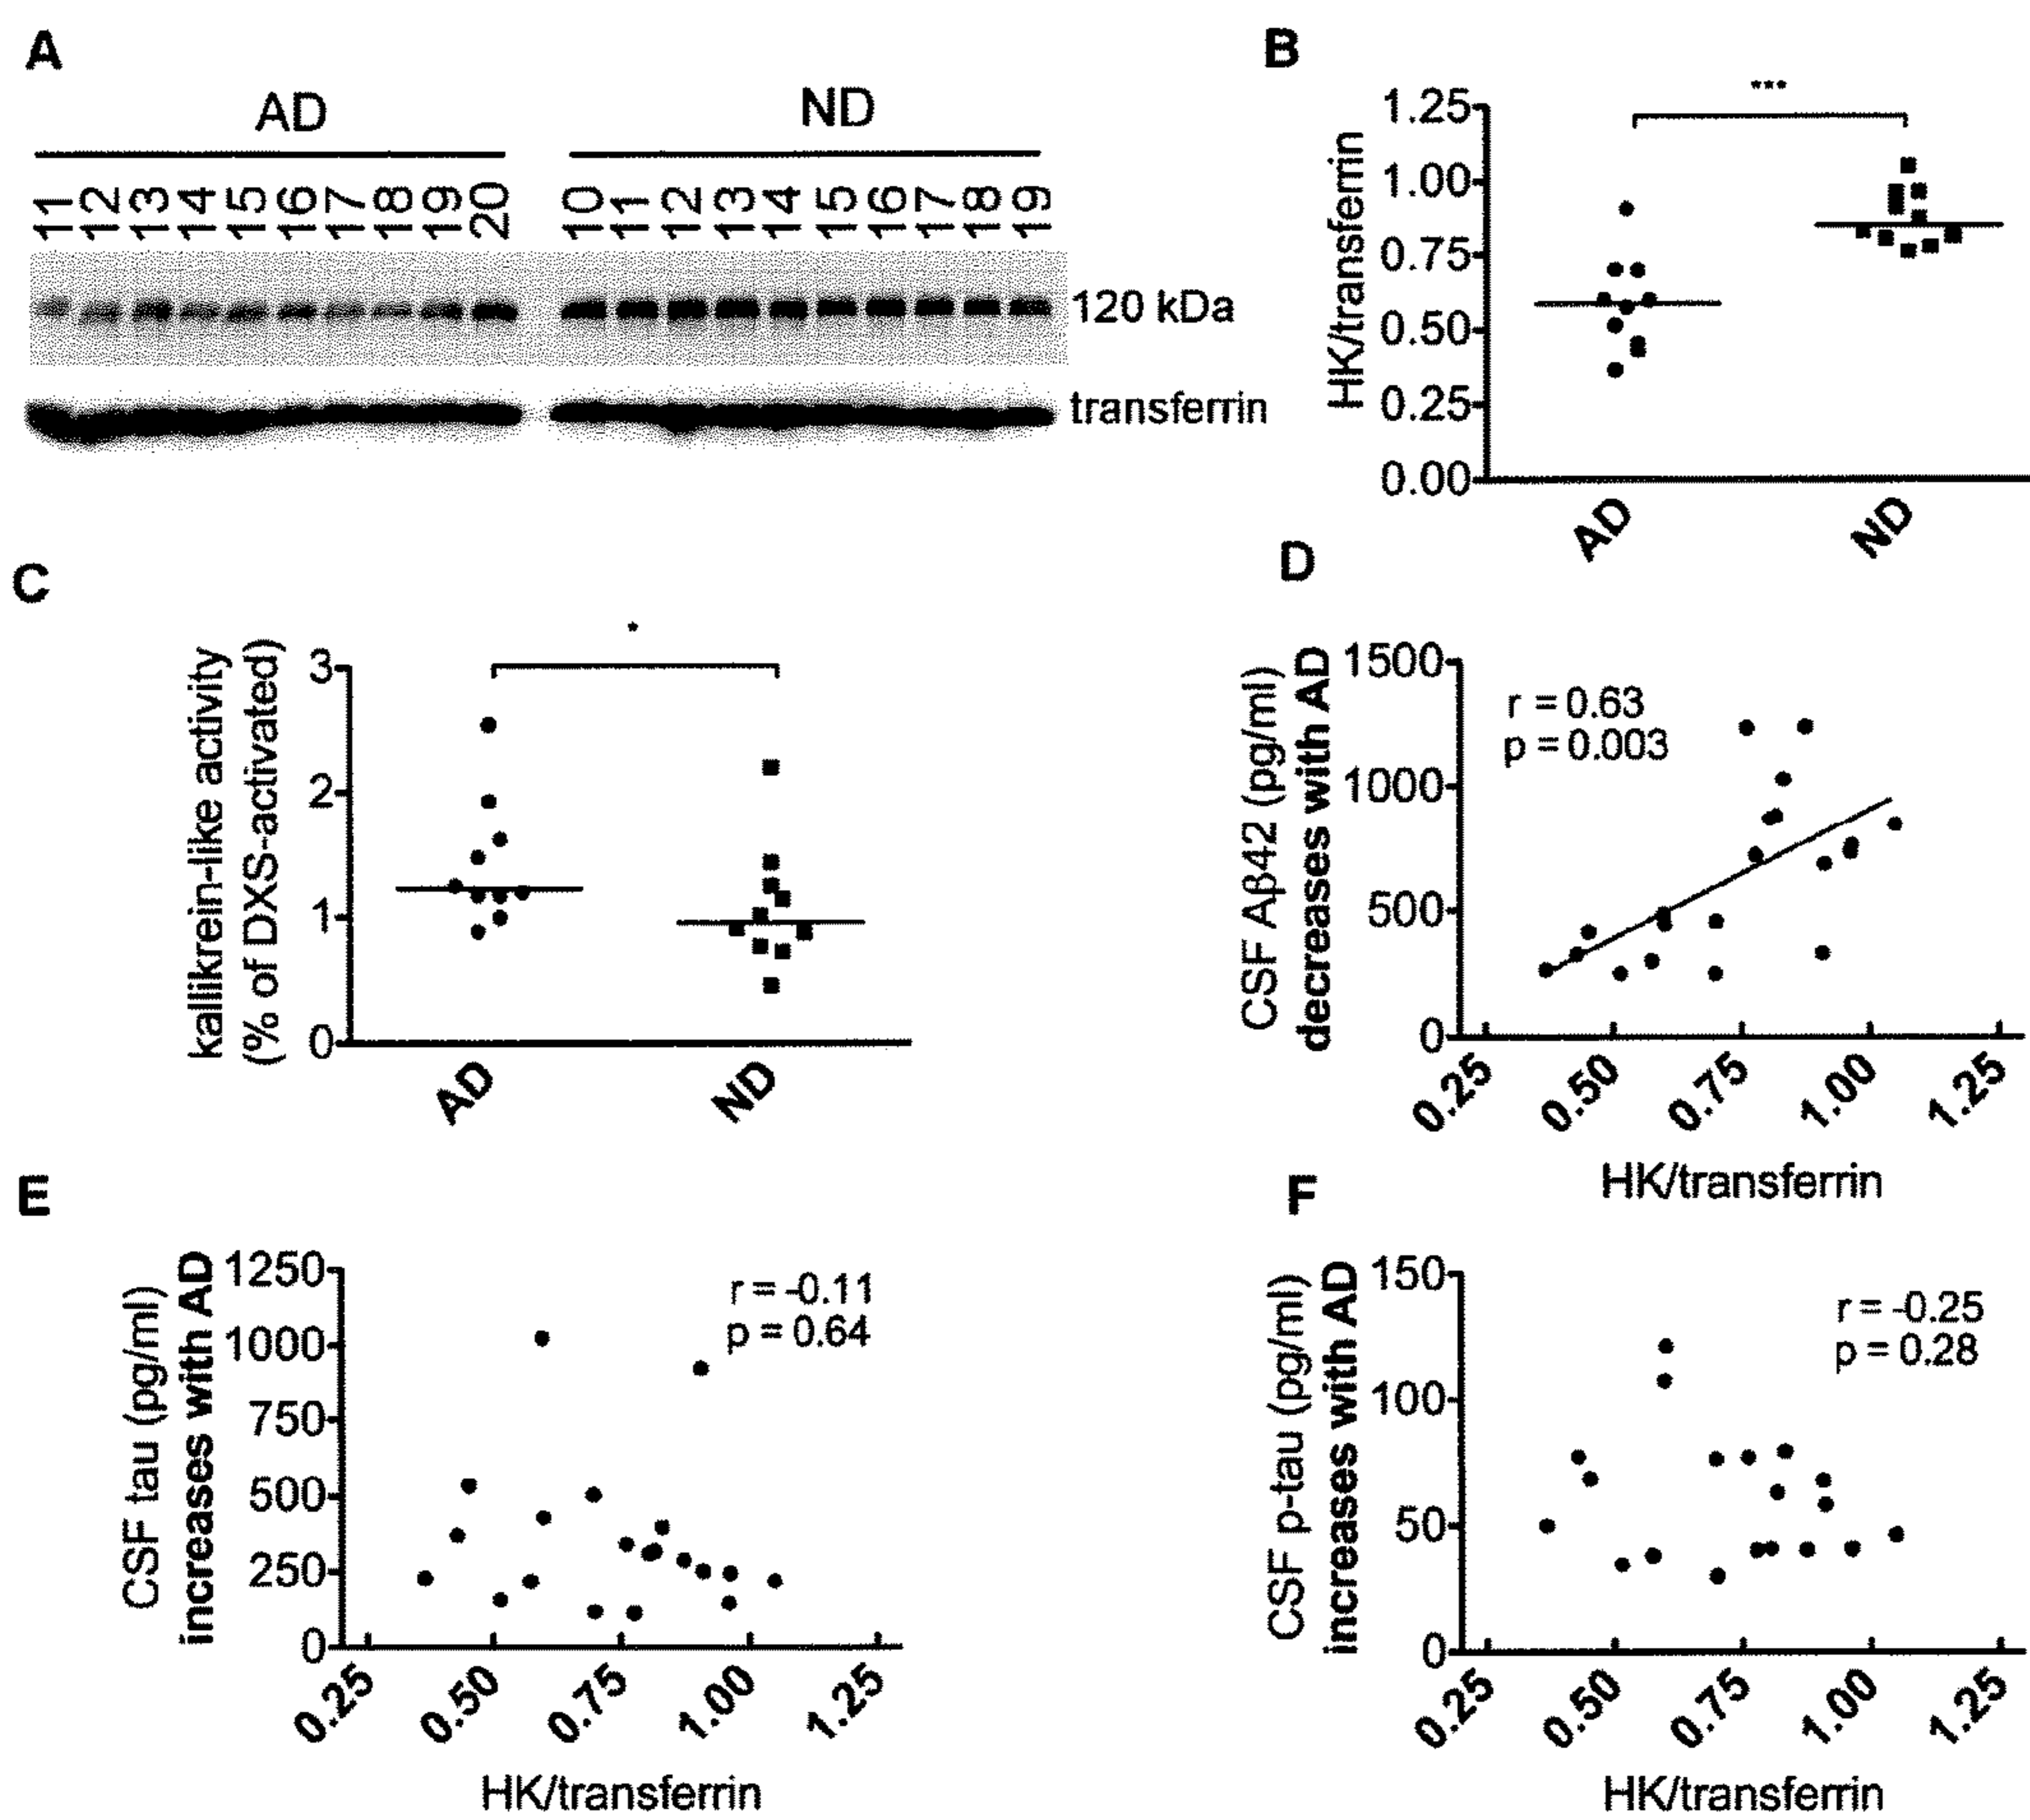 A
AD
ND
11 12 13 14 15 16 17 18 19 20
10 11 12 13 14 15 16 17 18 19
120 kDa
transferrin
B
HK/transferrin
1.25
1.00
0.75
0.50
0.25
0.00
***
AD
ND
C
kallikrein-like activity
(% of DXS-activated)
3
2
1
0
*
AD
ND
D
CSF Aβ42 (pg/ml)
decreases with AD
1500
1000
500
0
r = 0.63
p = 0.003
0.25 0.50 0.75 1.00 1.25
HK/transferrin
E
CSF tau (pg/ml)
increases with AD
1250
1000
750
500
250
0
r = -0.11
p = 0.64
0.25 0.50 0.75 1.00 1.25
HK/transferrin
F
CSF p-tau (pg/ml)
increases with AD
150
100
50
0
r = -0.25
p = 0.28
0.25 0.50 0.75 1.00 1.25
HK/transferrin